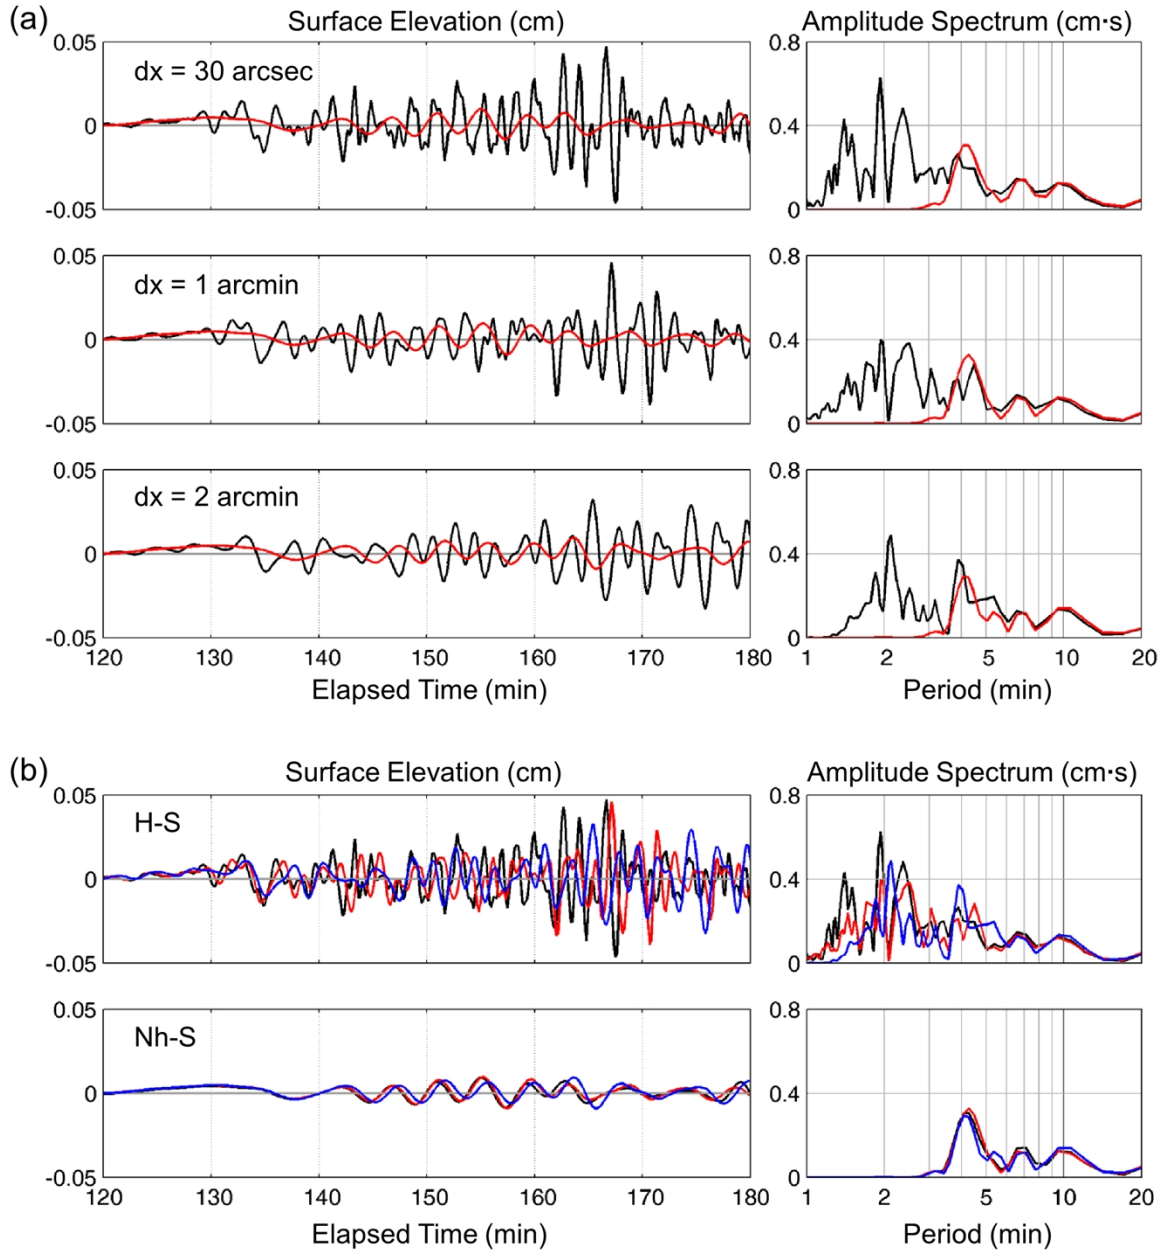 (a)
Surface Elevation (cm)
Amplitude Spectrum (cm·s)
0.05
dx = 30 arcsec
0
-0.05
0.8
0.4
0
0.05
dx = 1 arcmin
0
-0.05
0.8
0.4
0
0.05
dx = 2 arcmin
0
-0.05
120 130 140 150 160 170 180
Elapsed Time (min)
0.8
0.4
0
1 2 5 10 20
Period (min)
(b)
Surface Elevation (cm)
Amplitude Spectrum (cm·s)
0.05
H-S
0
-0.05
0.8
0.4
0
0.05
Nh-S
0
-0.05
120 130 140 150 160 170 180
Elapsed Time (min)
0.8
0.4
0
1 2 5 10 20
Period (min)